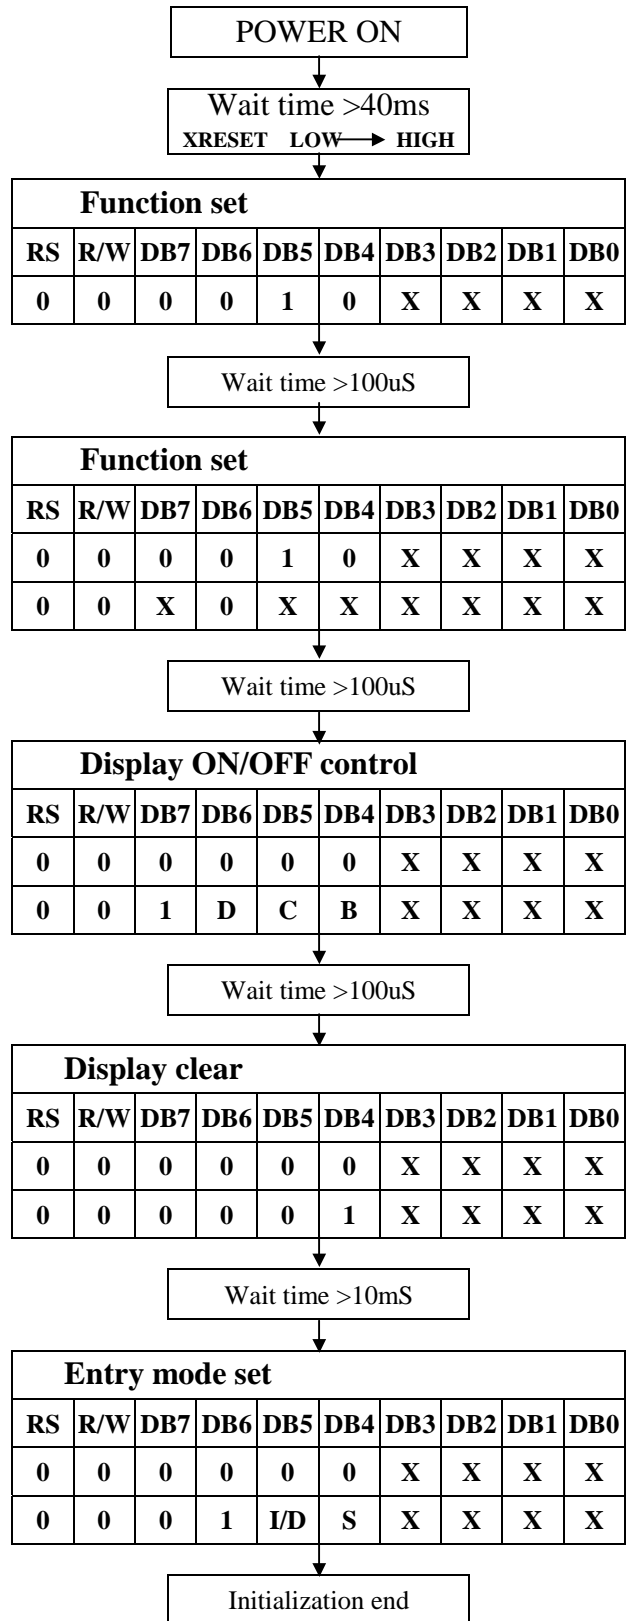 POWER ON
Wait time >40ms
XRESET LOW HIGH
Function set
RS R/W DB7 DB6 DB5 DB4 DB3 DB2 DB1 DB0
0 0 0 0 1 0 X X X X
Wait time >100uS
Function set
RS R/W DB7 DB6 DB5 DB4 DB3 DB2 DB1 DB0
0 0 0 0 1 0 X X X X
0 0 X 0 X X X X X X
Wait time >100uS
Display ON/OFF control
RS R/W DB7 DB6 DB5 DB4 DB3 DB2 DB1 DB0
0 0 0 0 0 0 X X X X
0 0 1 D C B X X X X
Wait time >100uS
Display clear
RS R/W DB7 DB6 DB5 DB4 DB3 DB2 DB1 DB0
0 0 0 0 0 0 X X X X
0 0 0 0 0 1 X X X X
Wait time >10mS
Entry mode set
RS R/W DB7 DB6 DB5 DB4 DB3 DB2 DB1 DB0
0 0 0 0 0 0 X X X X
0 0 0 1 I/D S X X X X
Initialization end